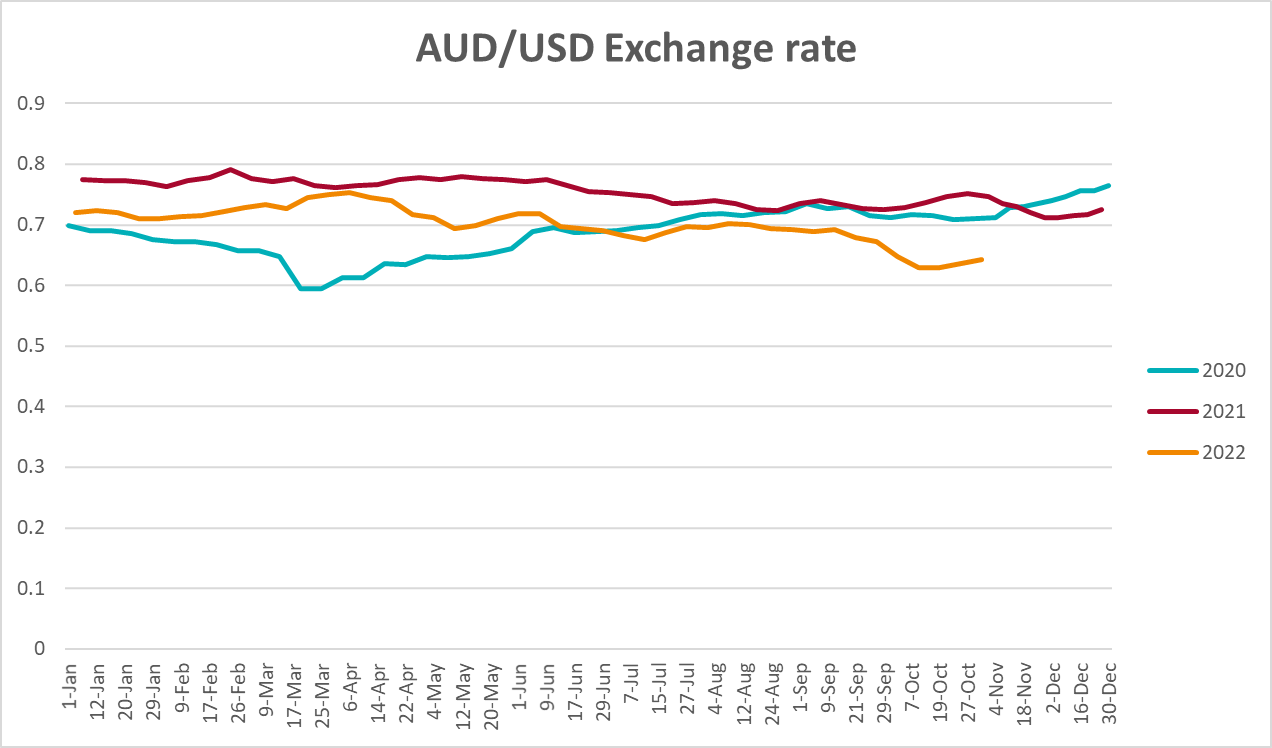 AUD/USD Exchange rate
0.9
0.8
0.7
0.6
0.5
0.4
0.3
0.2
0.1
0
1-Jan
12-Jan
20-Jan
29-Jan
9-Feb
17-Feb
26-Feb
9-Mar
17-Mar
25-Mar
6-Apr
14-Apr
22-Apr
4-May
12-May
20-May
1-Jun
9-Jun
17-Jun
29-Jun
7-Jul
15-Jul
27-Jul
4-Aug
12-Aug
24-Aug
1-Sep
9-Sep
21-Sep
29-Sep
7-Oct
19-Oct
27-Oct
4-Nov
18-Nov
2-Dec
16-Dec
30-Dec
2020
2021
2022